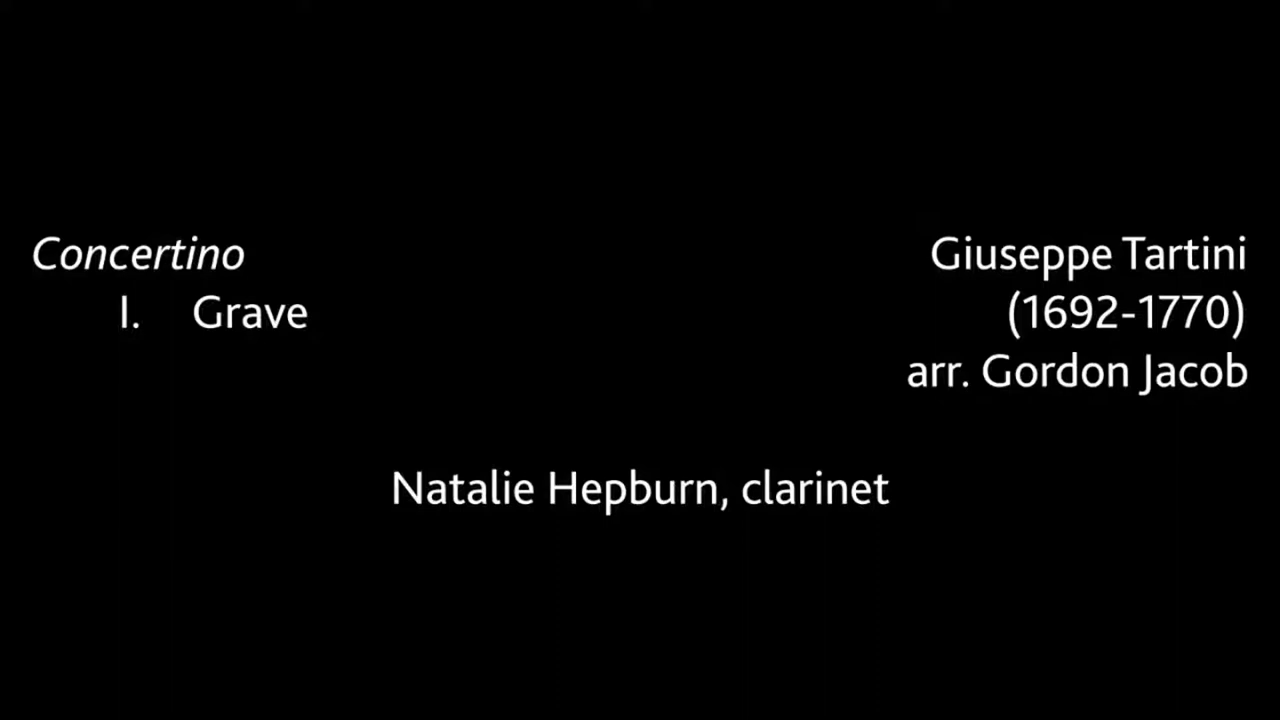 Concertino
I. Grave
Giuseppe Tartini
(1692-1770)
arr. Gordon Jacob
Natalie Hepburn, clarinet